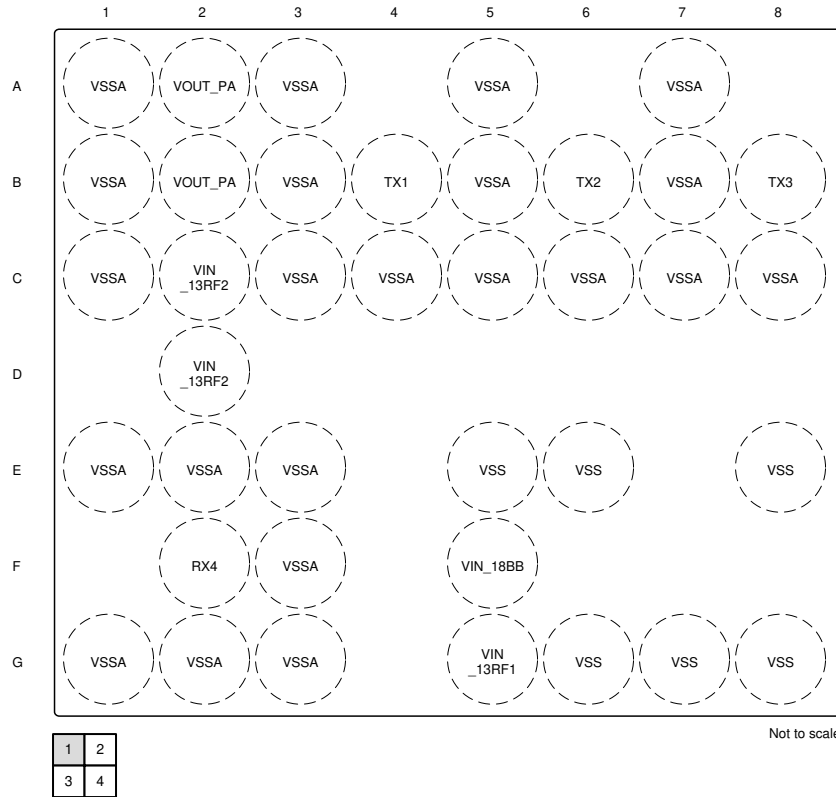 1 2 3 4 5 6 7 8
A VSSA VOUT_PA VSSA VSSA VSSA
B VSSA VOUT_PA VSSA TX1 VSSA TX2 VSSA TX3
C VSSA VIN _13RF2 VSSA VSSA VSSA VSSA VSSA VSSA
D VIN _13RF2
E VSSA VSSA VSSA VSS VSS VSS
F RX4 VSSA VIN_18BB
G VSSA VSSA VSSA VIN _13RF1 VSS VSS VSS
Not to scale
1 2
3 4